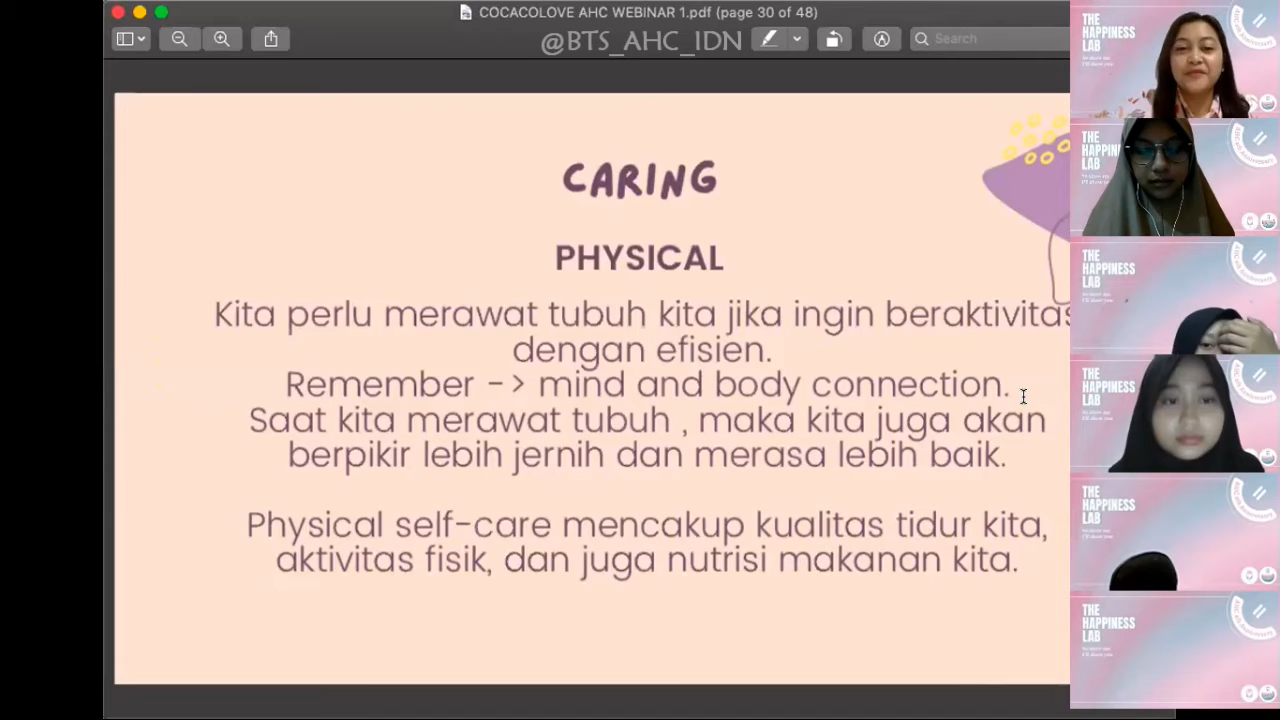 COCACOLOVE AHC WEBINAR 1.pdf (page 30 of 48)
@BTS_AHC_IDN
Search
CARING
PHYSICAL
Kita perlu merawat tubuh kita jika ingin beraktivitas
dengan efisien.
Remember -> mind and body connection.
Saat kita merawat tubuh , maka kita juga akan
berpikir lebih jernih dan merasa lebih baik.
Physical self-care mencakup kualitas tidur kita,
aktivitas fisik, dan juga nutrisi makanan kita.
THE
HAPPINESS
LAB
THE
HAPPINESS
THE
HAPPINESS
LAB
THE
HAPPINESS
LAB
THE
HAPPINESS
LAB
THE
HAPPINESS
LAB